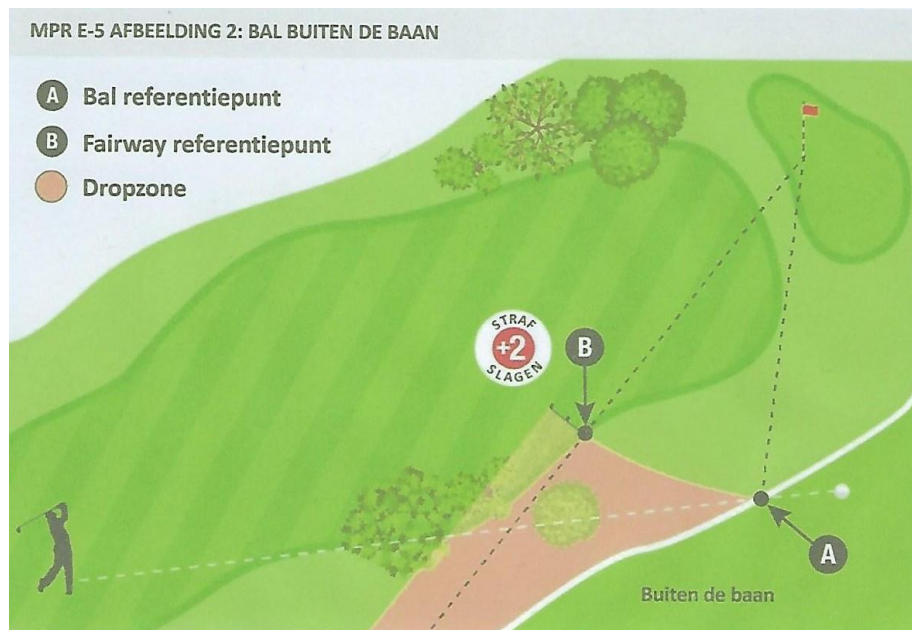 MPR E-5 AFBEELDING 2: BAL BUITEN DE BAAN
A Bal referentiepunt
B Fairway referentiepunt
Dropzone
STRAF
+2
SLAGEN
B
A
Buiten de baan